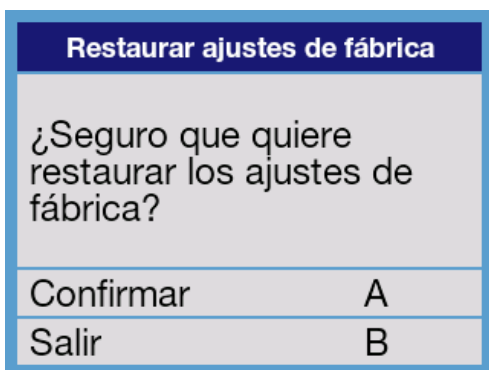 Restaurar ajustes de fábrica
¿Seguro que quiere
restaurar los ajustes de
fábrica?
Confirmar A
Salir B